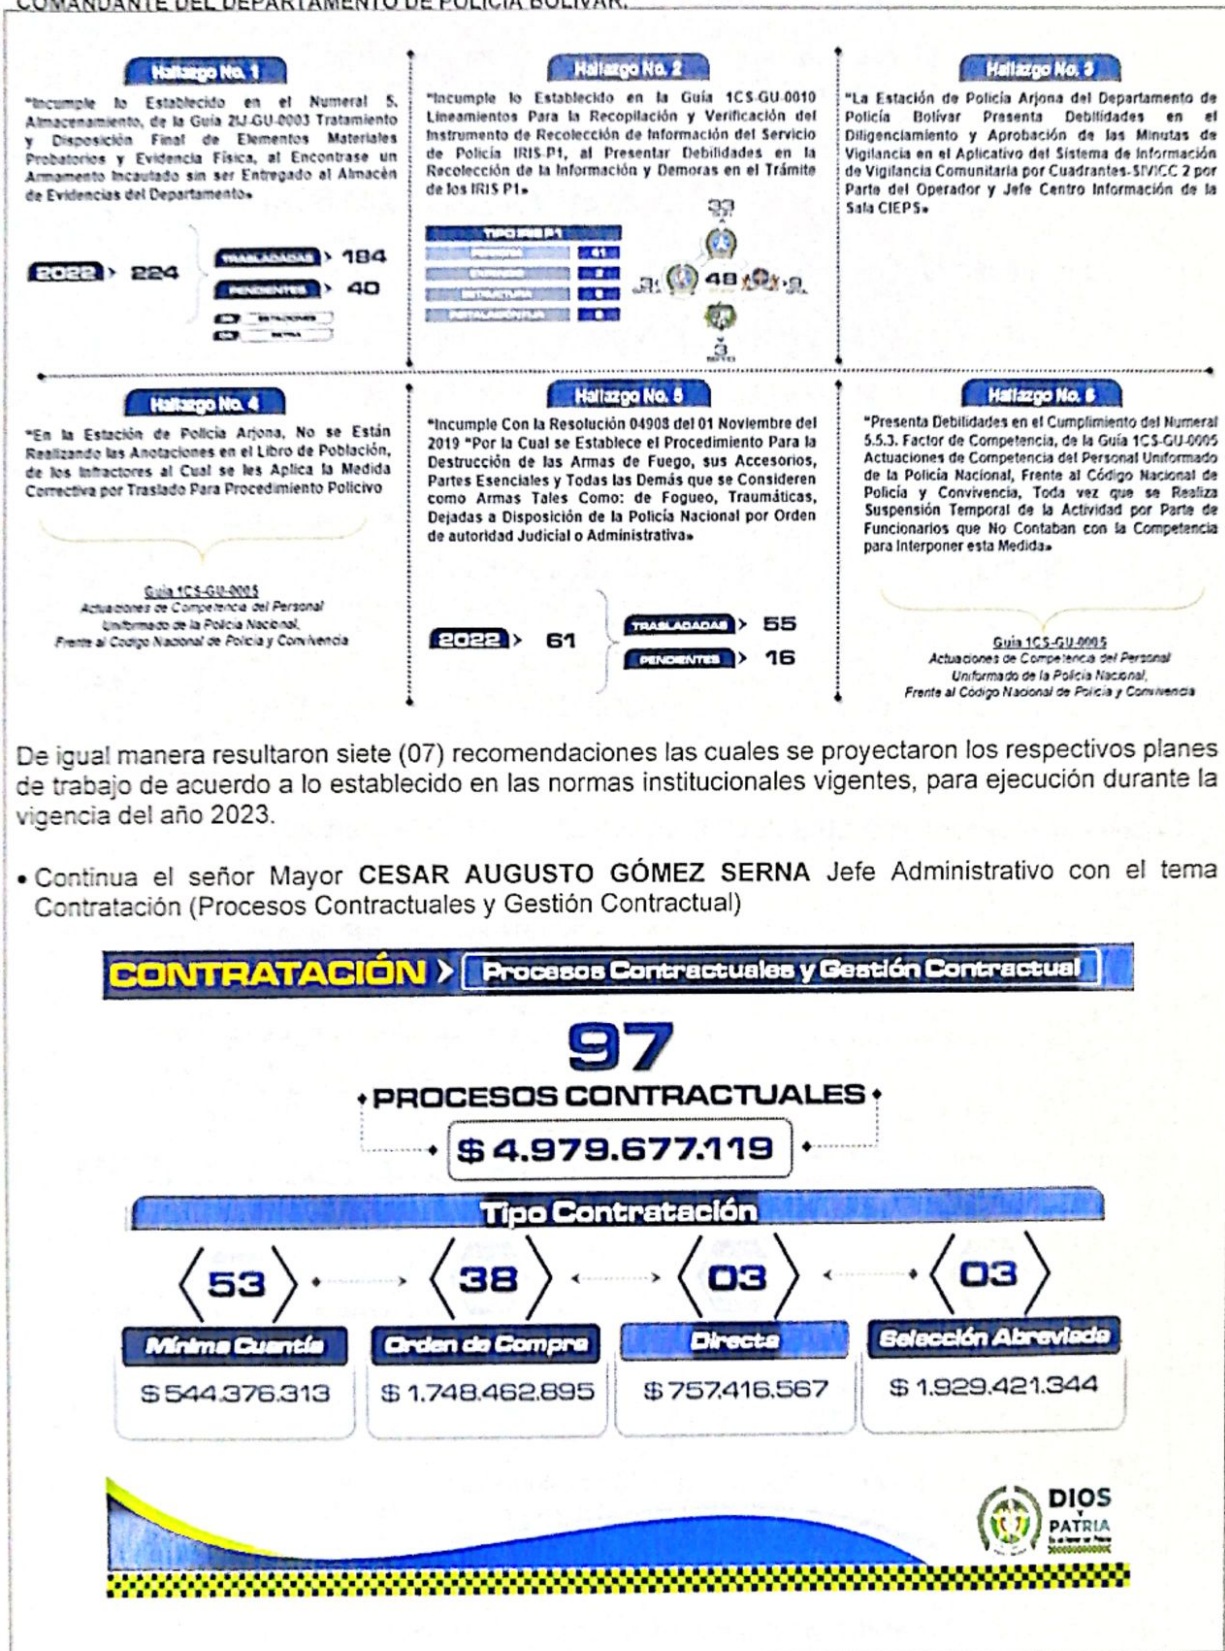 COMANDANTE DEL DEPARTAMENTO DE POLICÍA BOLÍVAR.
Hallazgo No. 1
"Incumple lo Establecido en el Numeral 5.
Almacenamiento, de la Guía 2IJ-GU-0003 Tratamiento
y Disposición Final de Elementos Materiales
Probatorios y Evidencia Física, al Encontrase un
Armamento Incautado sin ser Entregado al Almacén
de Evidencias del Departamento»
2022 > 224
TRASLADADAS > 184
PENDIENTES > 40
ESTACIONES
Hallazgo No. 2
"Incumple lo Establecido en la Guía 1CS-GU-0010
Lineamientos Para la Recopilación y Verificación del
Instrumento de Recolección de Información del Servicio
de Policía IRIS-P1, al Presentar Debilidades en la
Recolección de la Información y Demoras en el Trámite
de los IRIS P1»
TIPO IRIS P1
41
2
ESTRUCTURA
INSTALACIÓN FIJA
33
3
48
9
3
Hallazgo No. 3
"La Estación de Policía Arjona del Departamento de
Policía Bolívar Presenta Debilidades en el
Diligenciamiento y Aprobación de las Minutas de
Vigilancia en el Aplicativo del Sistema de Información
de Vigilancia Comunitaria por Cuadrantes-SIVICC 2 por
Parte del Operador y Jefe Centro Información de la
Sala CIEPS»
Hallazgo No. 4
"En la Estación de Policía Arjona, No se Están
Realizando las Anotaciones en el Libro de Población,
de los Infractores al Cual se les Aplica la Medida
Correctiva por Traslado Para Procedimiento Policivo
Guía 1CS-GU-0005
Actuaciones de Competencia del Personal
Uniformado de la Policía Nacional,
Frente al Código Nacional de Policía y Convivencia
Hallazgo No. 5
"Incumple Con la Resolución 04908 del 01 Noviembre del
2019 "Por la Cual se Establece el Procedimiento Para la
Destrucción de las Armas de Fuego, sus Accesorios,
Partes Esenciales y Todas las Demás que se Consideren
como Armas Tales Como: de Fogueo, Traumáticas,
Dejadas a Disposición de la Policía Nacional por Orden
de autoridad Judicial o Administrativa»
2022 > 61
TRASLADADAS > 55
PENDIENTES > 16
Hallazgo No. 6
"Presenta Debilidades en el Cumplimiento del Numeral
5.5.3. Factor de Competencia, de la Guía 1CS-GU-0005
Actuaciones de Competencia del Personal Uniformado
de la Policía Nacional, Frente al Código Nacional de
Policía y Convivencia, Toda vez que se Realiza
Suspensión Temporal de la Actividad por Parte de
Funcionarios que No Contaban con la Competencia
para Interponer esta Medida»
Guía 1CS-GU-0005
Actuaciones de Competencia del Personal
Uniformado de la Policía Nacional,
Frente al Código Nacional de Policía y Convivencia
De igual manera resultaron siete (07) recomendaciones las cuales se proyectaron los respectivos planes
de trabajo de acuerdo a lo establecido en las normas institucionales vigentes, para ejecución durante la
vigencia del año 2023.
• Continua el señor Mayor CESAR AUGUSTO GÓMEZ SERNA Jefe Administrativo con el tema
Contratación (Procesos Contractuales y Gestión Contractual)
CONTRATACIÓN > Procesos Contractuales y Gestión Contractual
97
PROCESOS CONTRACTUALES
$ 4.979.677.119
Tipo Contratación
53 38 03 03
Mínima Cuantía Orden de Compra Directa Selección Abreviada
$ 544.376.313 $ 1.748.462.895 $ 757.416.567 $ 1.929.421.344
DIOS
Y
PATRIA